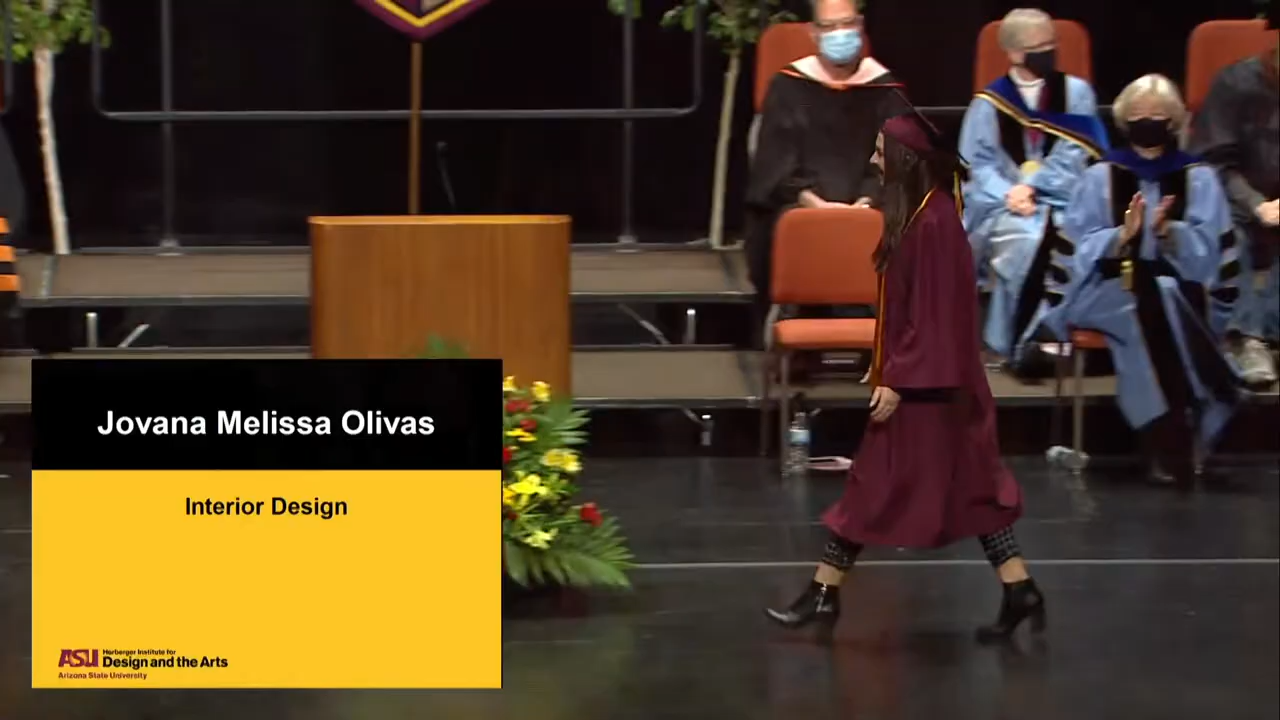 Jovana Melissa Olivas
Interior Design
ASU Herberger Institute for
Design and the Arts
Arizona State University